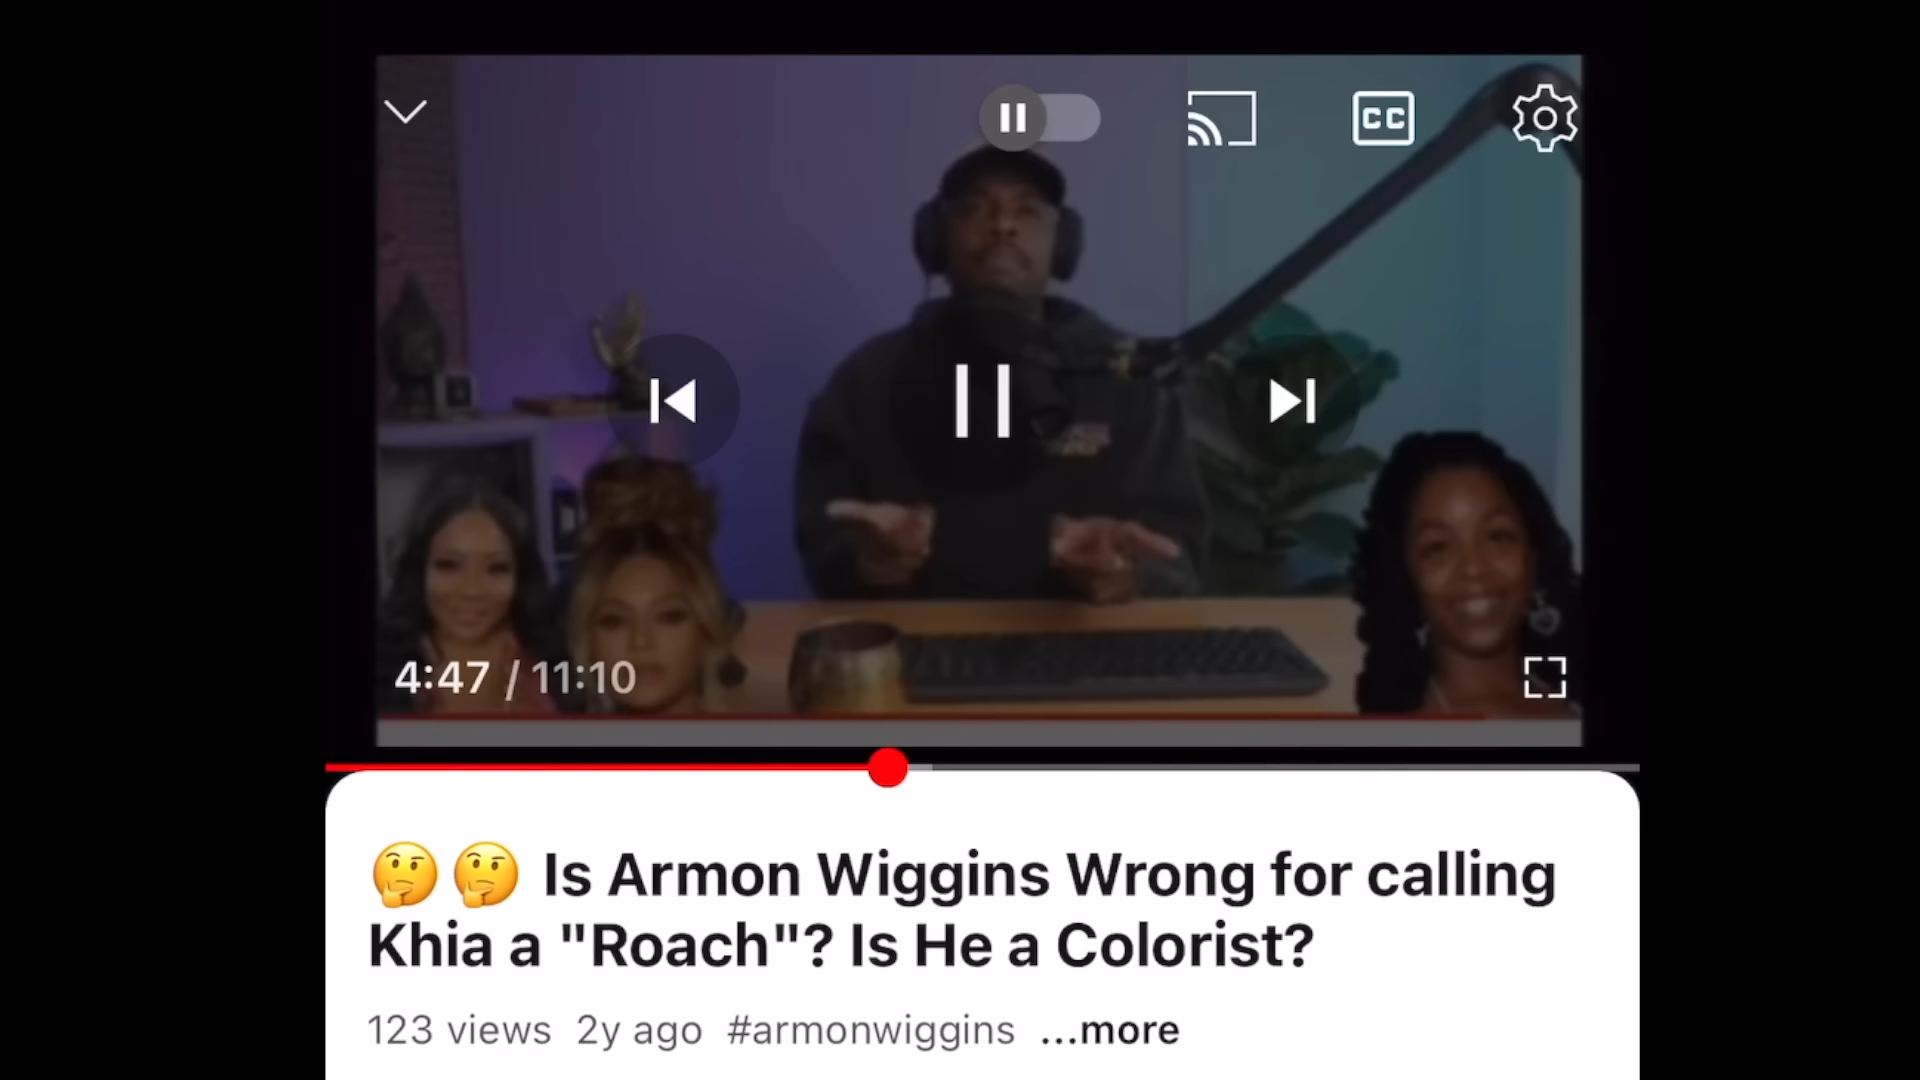 CC
4:47 / 11:10
🤔🤔 Is Armon Wiggins Wrong for calling
Khia a "Roach"? Is He a Colorist?
123 views 2y ago #armonwiggins ...more